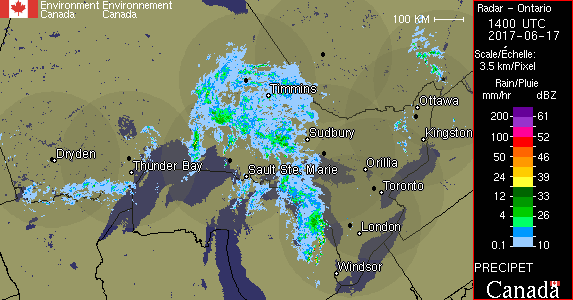 Environment Environnement
Canada Canada
100 KM
Timmins
Ottawa
Sudbury
Kingston
Dryden
Thunder Bay
Sault Ste. Marie
Orillia
Toronto
London
Windsor
Radar - Ontario
1400 UTC
2017-06-17
Scale/Échelle:
3.5 km/Pixel
Rain/Pluie
mm/hr dBZ
200 61
100 52
50 46
24 39
12 33
4 26
0.1 10
PRECIPET
Canada